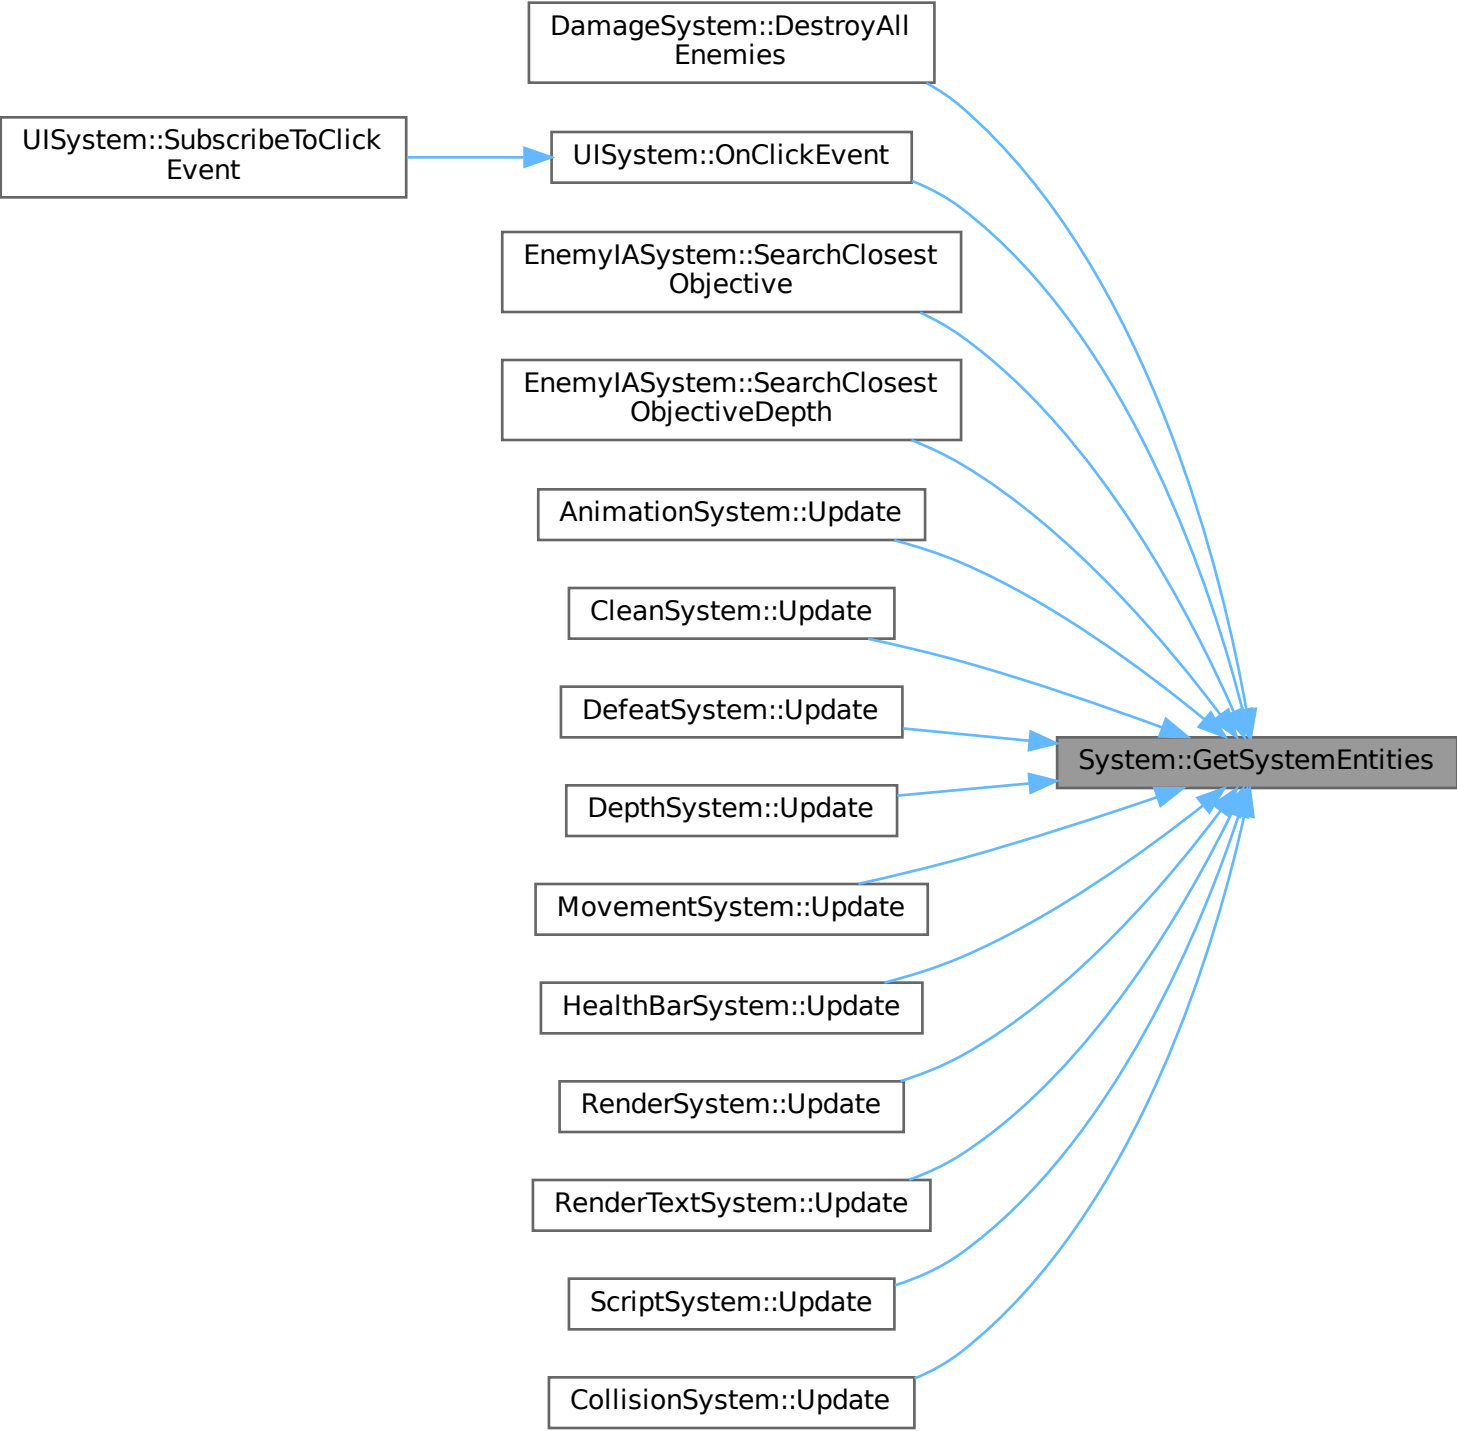 DamageSystem::DestroyAll
Enemies
UISystem::SubscribeToClick
Event
UISystem::OnClickEvent
EnemyIASystem::SearchClosest
Objective
EnemyIASystem::SearchClosest
ObjectiveDepth
AnimationSystem::Update
CleanSystem::Update
DefeatSystem::Update
System::GetSystemEntities
DepthSystem::Update
MovementSystem::Update
HealthBarSystem::Update
RenderSystem::Update
RenderTextSystem::Update
ScriptSystem::Update
CollisionSystem::Update